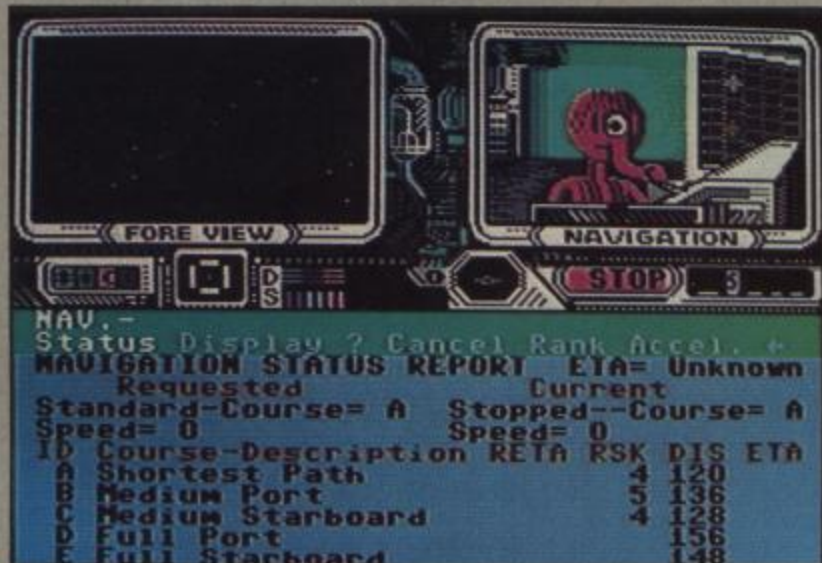 FORE VIEW
NAVIGATION
D
S
STOP
5
NAV.-
Status Display ? Cancel Rank Accel. ←
NAVIGATION STATUS REPORT ETA= Unknown
Requested Current
Standard-Course= A Stopped--Course= A
Speed= 0 Speed= 0
ID Course-Description RETA RSK DIS ETA
A Shortest Path 4 120
B Medium Port 5 136
C Medium Starboard 4 128
D Full Port 156
E Full Starboard 148